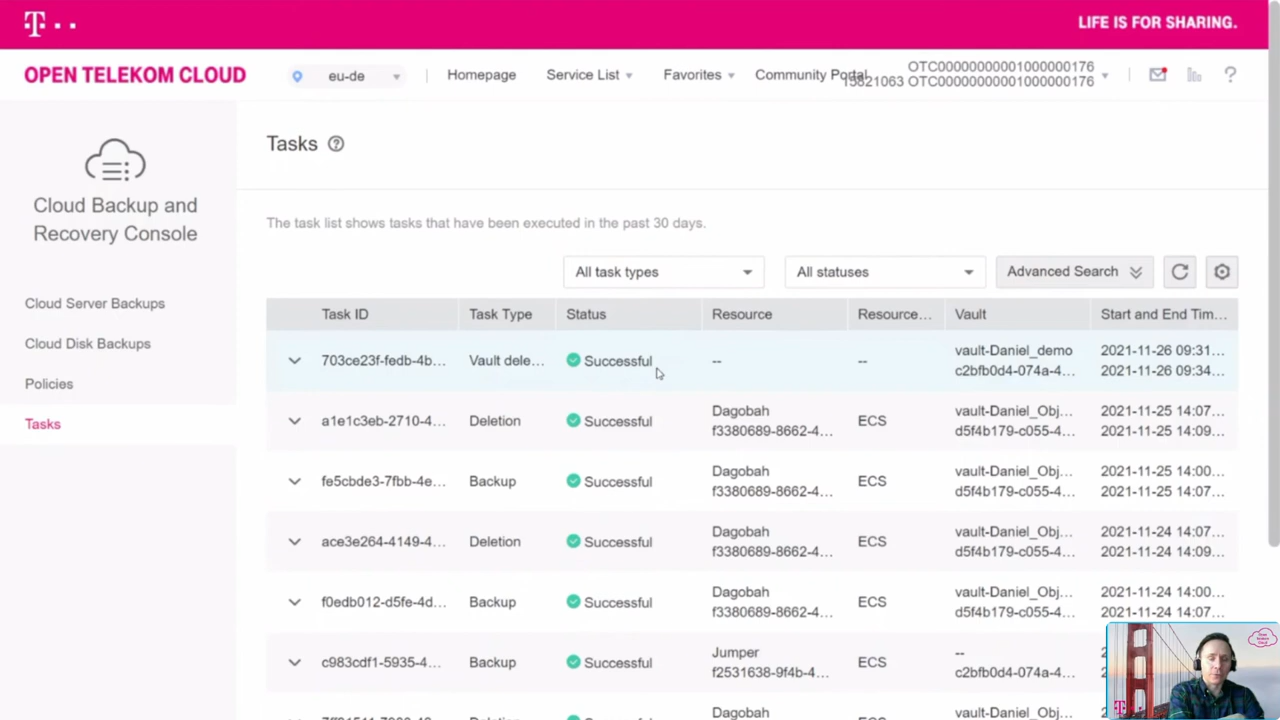 T
LIFE IS FOR SHARING.
OPEN TELEKOM CLOUD
eu-de
Homepage
Service List
Favorites
Community Portal
OTC00000000001000000176
15821063 OTC00000000001000000176
Cloud Backup and
Recovery Console
Cloud Server Backups
Cloud Disk Backups
Policies
Tasks
Tasks
The task list shows tasks that have been executed in the past 30 days.
All task types
All statuses
Advanced Search
Task ID Task Type Status Resource Resource... Vault Start and End Tim...
703ce23f-fedb-4b... Vault dele... Successful -- -- vault-Daniel_demo 2021-11-26 09:31...
c2bfb0d4-074a-4... 2021-11-26 09:34...
a1e1c3eb-2710-4... Deletion Successful Dagobah ECS vault-Daniel_Obj... 2021-11-25 14:07...
f3380689-8662-4... d5f4b179-c055-4... 2021-11-25 14:09...
fe5cbde3-7fbb-4e... Backup Successful Dagobah ECS vault-Daniel_Obj... 2021-11-25 14:00...
f3380689-8662-4... d5f4b179-c055-4... 2021-11-25 14:07...
ace3e264-4149-4... Deletion Successful Dagobah ECS vault-Daniel_Obj... 2021-11-24 14:07...
f3380689-8662-4... d5f4b179-c055-4... 2021-11-24 14:09...
f0edb012-d5fe-4d... Backup Successful Dagobah ECS vault-Daniel_Obj... 2021-11-24 14:00...
f3380689-8662-4... d5f4b179-c055-4... 2021-11-24 14:07...
c983cdf1-5935-4... Backup Successful Jumper ECS --
f2531638-9f4b-4... c2bfb0d4-074a-4...
Dagobah vault-Daniel_Obj...